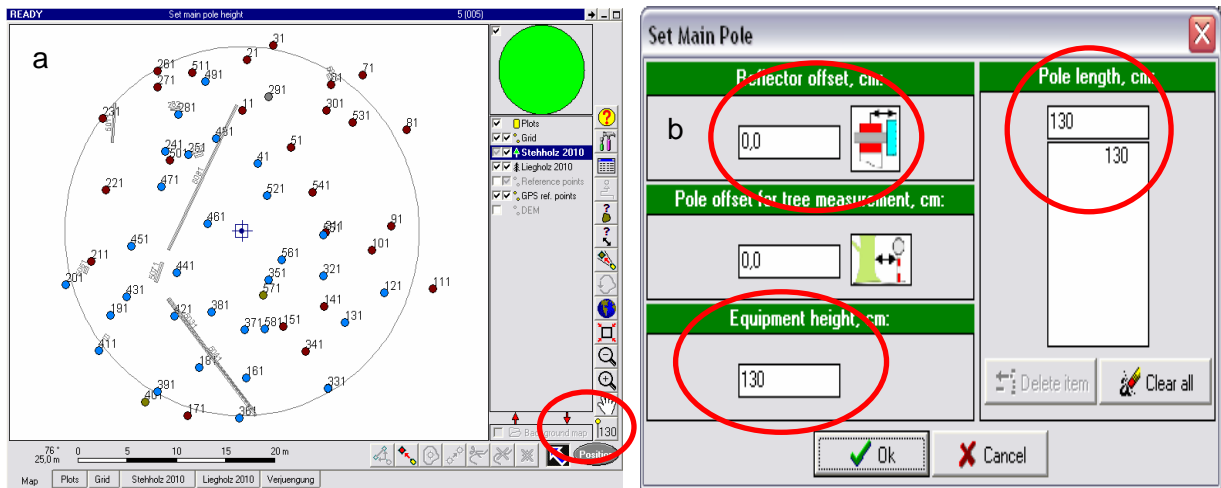 READY Set main pole height 5 (005)
a
31
21
261 511
71
271 491
11
291
301
531
231
281
81
481
51
241
251
501
41
471
221
521
541
461
91
451
101
211
561
441
351
321
201
571
121
111
431
191
421
381
141
131
371 581 151
411
341
181
161
391
331
171
361
Plots
Grid
Stehholz 2010
Liegholz 2010
Reference points
GPS ref. points
DEM
Background map
130
76 °
25,0 m
0 5 10 15 20 m
Position
Map Plots Grid Stehholz 2010 Liegholz 2010 Verjuengung
Set Main Pole
b
Reflector offset, cm:
0,0
Pole offset for tree measurement, cm:
0,0
Equipment height, cm:
130
Pole length, cm:
130
130
Delete item Clear all
Ok Cancel